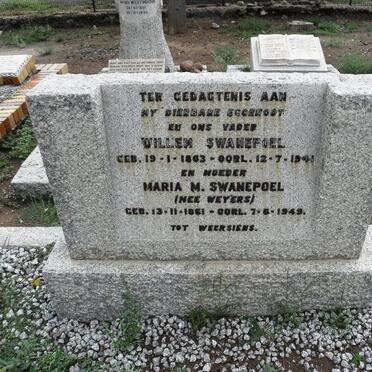 TER GEDAGTENIS AAN
MY DIERBARE EGGENOOT
EN ONS VADER
WILLEM SWANEPOEL
GEB. 19-1-1863 - OORL. 12-7-1941
EN MOEDER
MARIA M. SWANEPOEL
(NEE WEYERS)
GEB. 13-11-1861 - OORL. 7-6-1949.
TOT WEERSIENS.